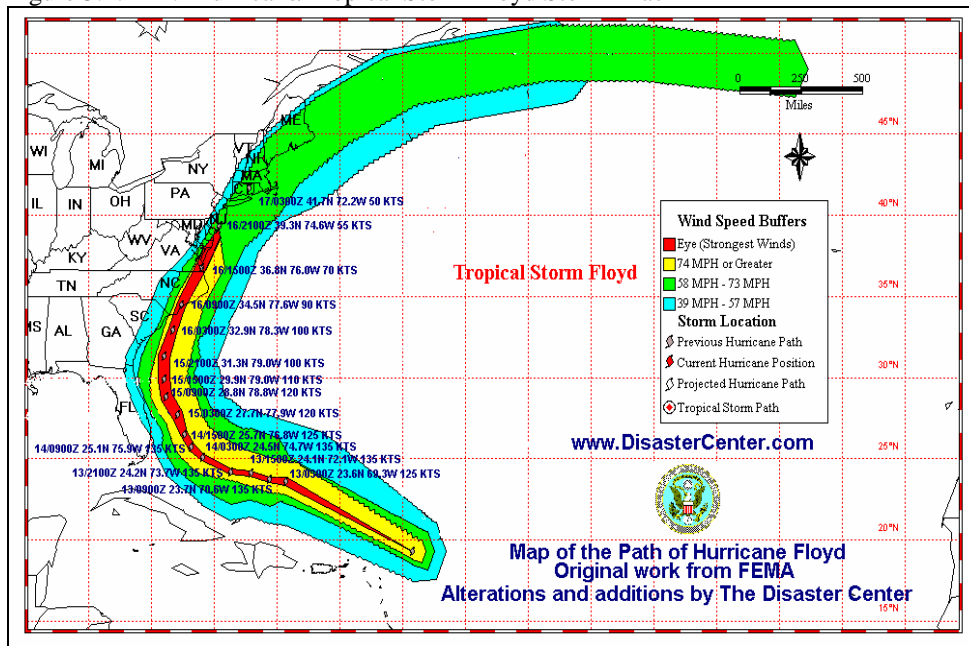 500
0
250
Miles
45°N
ME
VT
NH
WI
MI
NY
MA
CT
PA
IL
IN
OH
NJ
MD
17/0300Z 41.7N 72.2W 50 KTS
40°N
16/2100Z 39.3N 74.6W 55 KTS
WV
VA
KY
16/1500Z 36.8N 76.0W 70 KTS
TN
NC
16/0900Z 34.5N 77.6W 90 KTS
35°N
SC
MS
AL
GA
16/0300Z 32.9N 78.3W 100 KTS
15/2100Z 31.3N 79.0W 100 KTS
30°N
15/1500Z 29.9N 79.0W 110 KTS
15/0900Z 28.8N 78.8W 120 KTS
FL
15/0300Z 27.7N 77.9W 120 KTS
14/1500Z 25.7N 76.8W 125 KTS
14/0900Z 25.1N 75.9W 135 KTS
14/0300Z 24.5N 74.7W 135 KTS
25°N
13/1500Z 24.1N 72.1W 135 KTS
13/2100Z 24.2N 73.7W 135 KTS
13/0300Z 23.6N 69.3W 125 KTS
13/0900Z 23.7N 70.6W 135 KTS
20°N
15°N
Tropical Storm Floyd
Wind Speed Buffers
Eye (Strongest Winds)
74 MPH or Greater
58 MPH - 73 MPH
39 MPH - 57 MPH
Storm Location
Previous Hurricane Path
Current Hurricane Position
Projected Hurricane Path
Tropical Storm Path
www.DisasterCenter.com
Map of the Path of Hurricane Floyd
Original work from FEMA
Alterations and additions by The Disaster Center